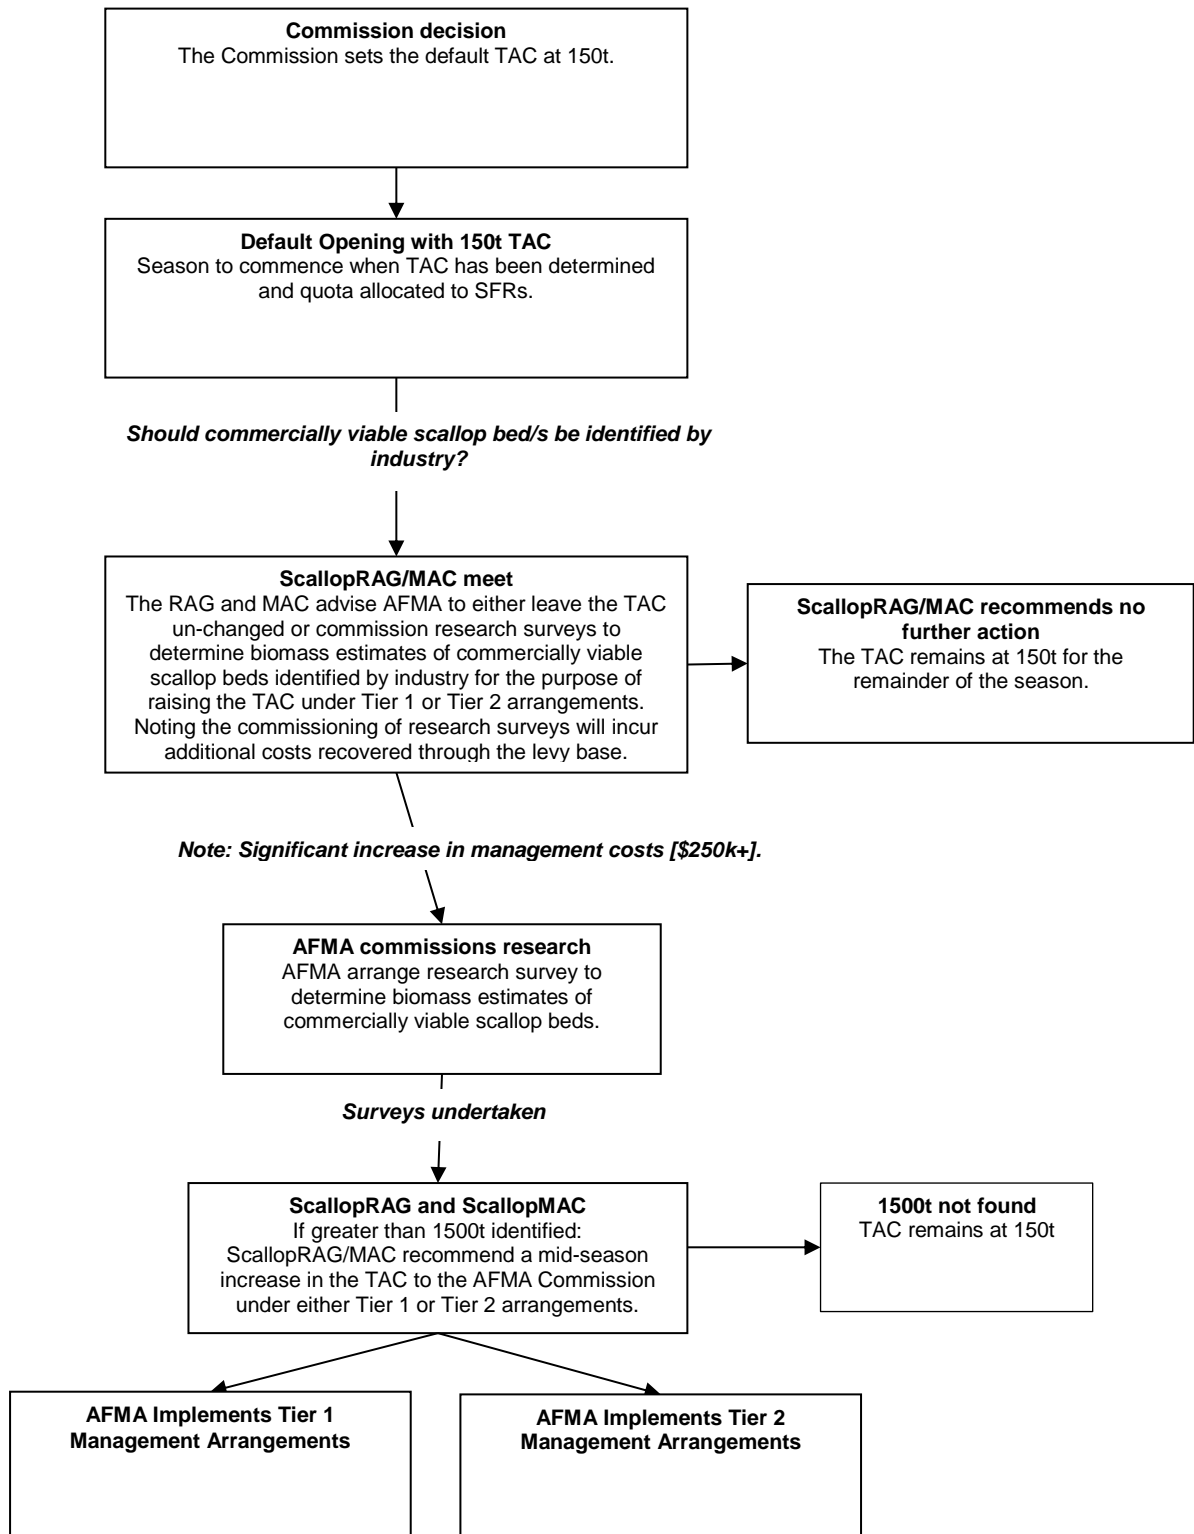 Commission decision
The Commission sets the default TAC at 150t.
Default Opening with 150t TAC
Season to commence when TAC has been determined
and quota allocated to SFRs.
Should commercially viable scallop bed/s be identified by
industry?
ScallopRAG/MAC meet
The RAG and MAC advise AFMA to either leave the TAC
un-changed or commission research surveys to
determine biomass estimates of commercially viable
scallop beds identified by industry for the purpose of
raising the TAC under Tier 1 or Tier 2 arrangements.
Noting the commissioning of research surveys will incur
additional costs recovered through the levy base.
ScallopRAG/MAC recommends no
further action
The TAC remains at 150t for the
remainder of the season.
Note: Significant increase in management costs [$250k+].
AFMA commissions research
AFMA arrange research survey to
determine biomass estimates of
commercially viable scallop beds.
Surveys undertaken
ScallopRAG and ScallopMAC
If greater than 1500t identified:
ScallopRAG/MAC recommend a mid-season
increase in the TAC to the AFMA Commission
under either Tier 1 or Tier 2 arrangements.
1500t not found
TAC remains at 150t
AFMA Implements Tier 1
Management Arrangements
AFMA Implements Tier 2
Management Arrangements